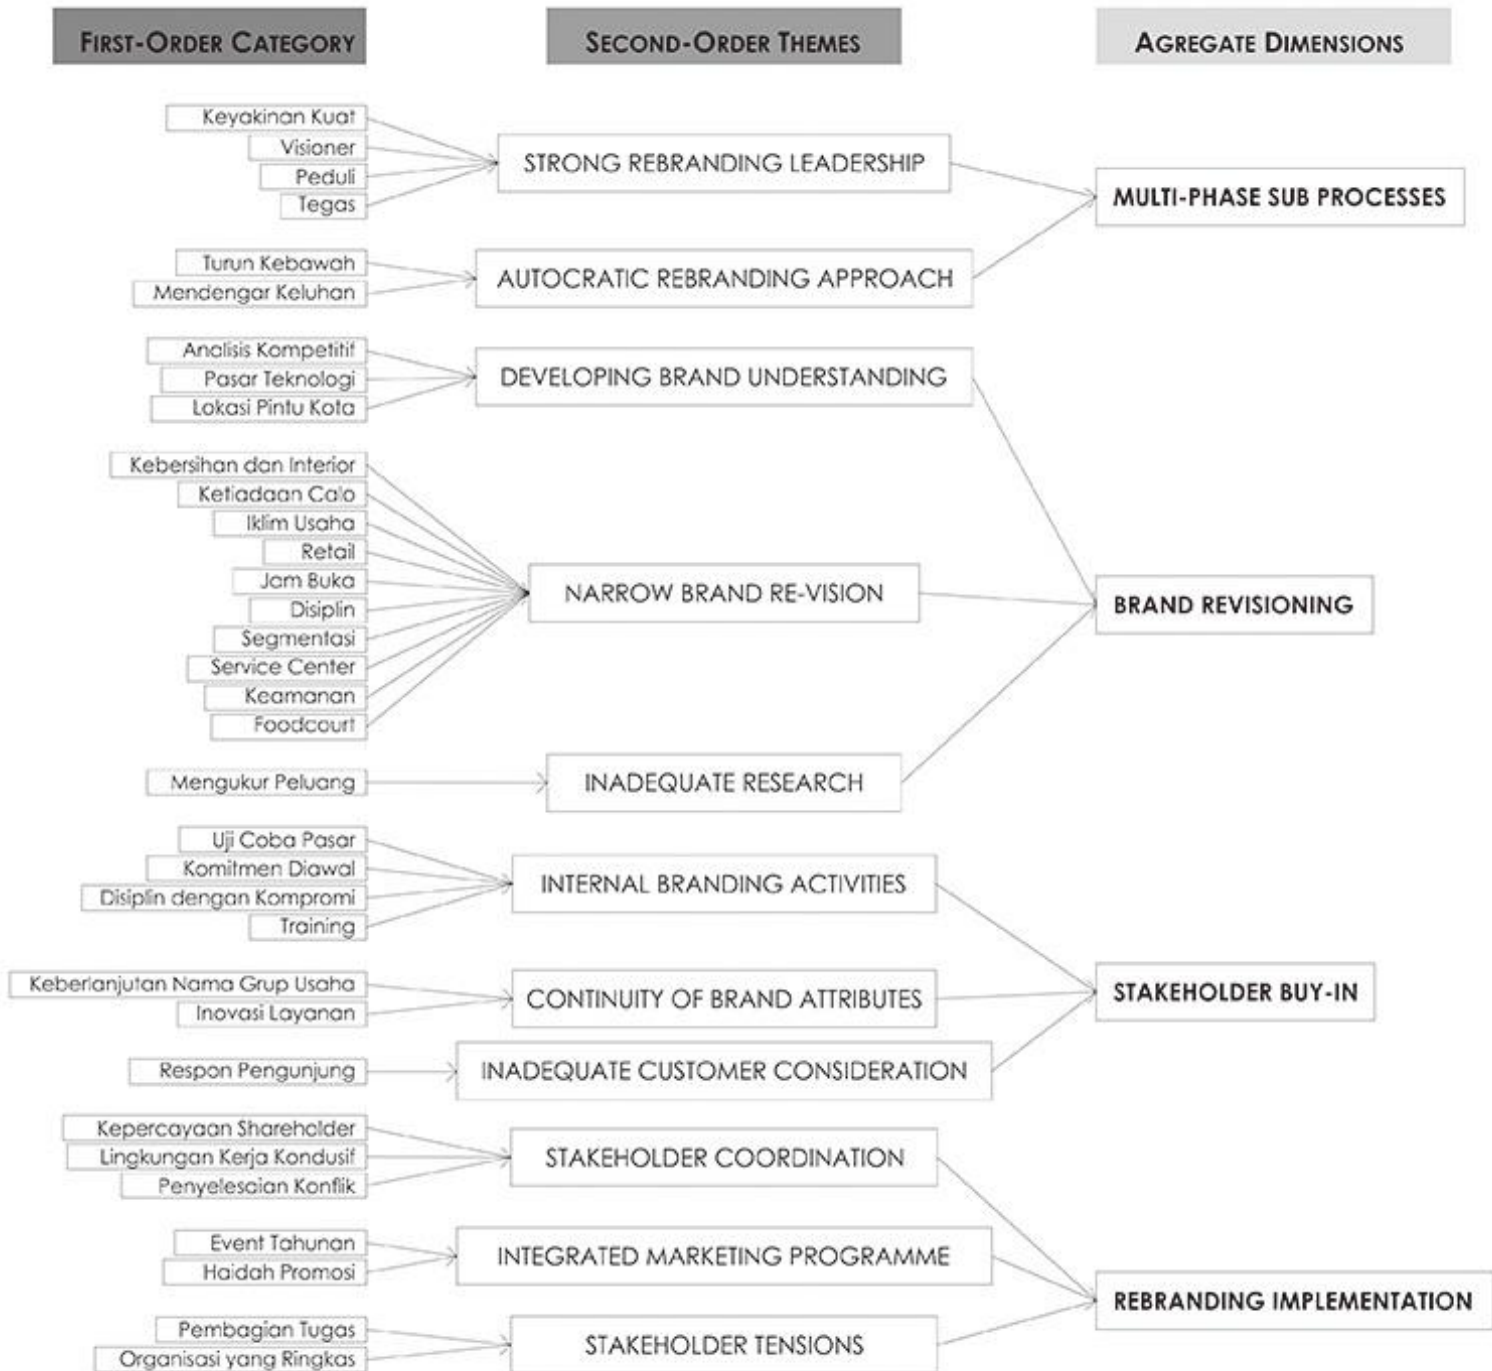 FIRST-ORDER CATEGORY
SECOND-ORDER THEMES
AGREGATE DIMENSIONS
Keyakinan Kuat
Visioner
Peduli
Tegas
STRONG REBRANDING LEADERSHIP
MULTI-PHASE SUB PROCESSES
Turun Kebawah
Mendengar Keluhan
AUTOCRATIC REBRANDING APPROACH
Analisis Kompetitif
Pasar Teknologi
Lokasi Pintu Kota
DEVELOPING BRAND UNDERSTANDING
Kebersihan dan Interior
Ketiadaan Calo
Iklim Usaha
Retail
Jam Buka
Disiplin
Segmentasi
Service Center
Keamanan
Foodcourt
NARROW BRAND RE-VISION
BRAND REVISIONING
Mengukur Peluang
INADEQUATE RESEARCH
Uji Coba Pasar
Komitmen Diawal
Disiplin dengan Kompromi
Training
INTERNAL BRANDING ACTIVITIES
Keberlanjutan Nama Grup Usaha
Inovasi Layanan
CONTINUITY OF BRAND ATTRIBUTES
STAKEHOLDER BUY-IN
Respon Pengunjung
INADEQUATE CUSTOMER CONSIDERATION
Kepercayaan Shareholder
Lingkungan Kerja Kondusif
Penyelesaian Konflik
STAKEHOLDER COORDINATION
Event Tahunan
Haidah Promosi
INTEGRATED MARKETING PROGRAMME
REBRANDING IMPLEMENTATION
Pembagian Tugas
Organisasi yang Ringkas
STAKEHOLDER TENSIONS